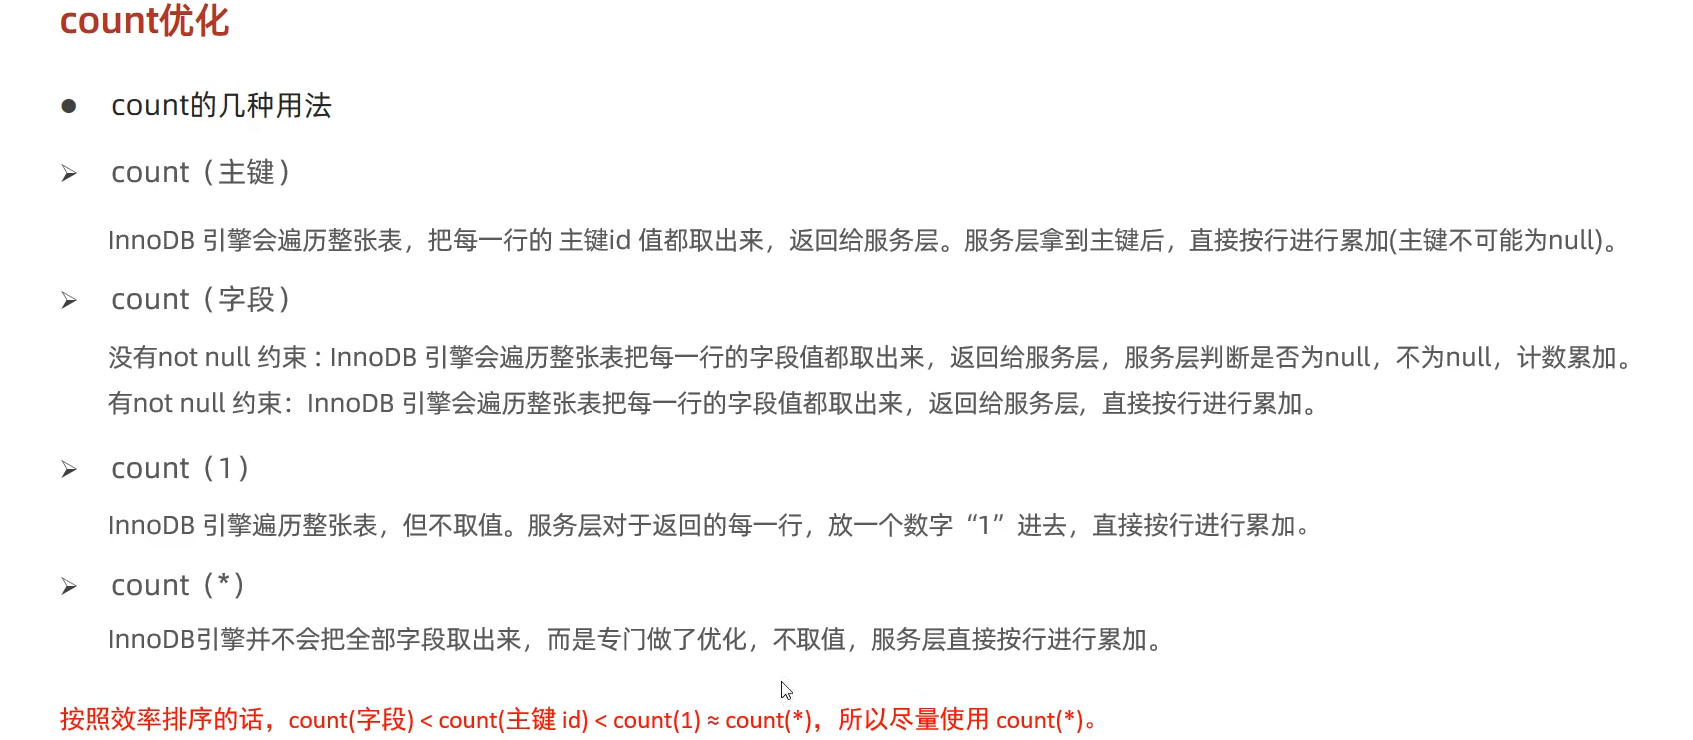 count优化
● count的几种用法
➢ count（主键）
InnoDB 引擎会遍历整张表，把每一行的 主键id 值都取出来，返回给服务层。服务层拿到主键后，直接按行进行累加(主键不可能为null)。
➢ count（字段）
没有not null 约束 : InnoDB 引擎会遍历整张表把每一行的字段值都取出来，返回给服务层，服务层判断是否为null，不为null，计数累加。
有not null 约束：InnoDB 引擎会遍历整张表把每一行的字段值都取出来，返回给服务层, 直接按行进行累加。
➢ count（1）
InnoDB 引擎遍历整张表，但不取值。服务层对于返回的每一行，放一个数字“1”进去，直接按行进行累加。
➢ count（*）
InnoDB引擎并不会把全部字段取出来，而是专门做了优化，不取值，服务层直接按行进行累加。
按照效率排序的话，count(字段) < count(主键 id) < count(1) ≈ count(*)，所以尽量使用 count(*)。